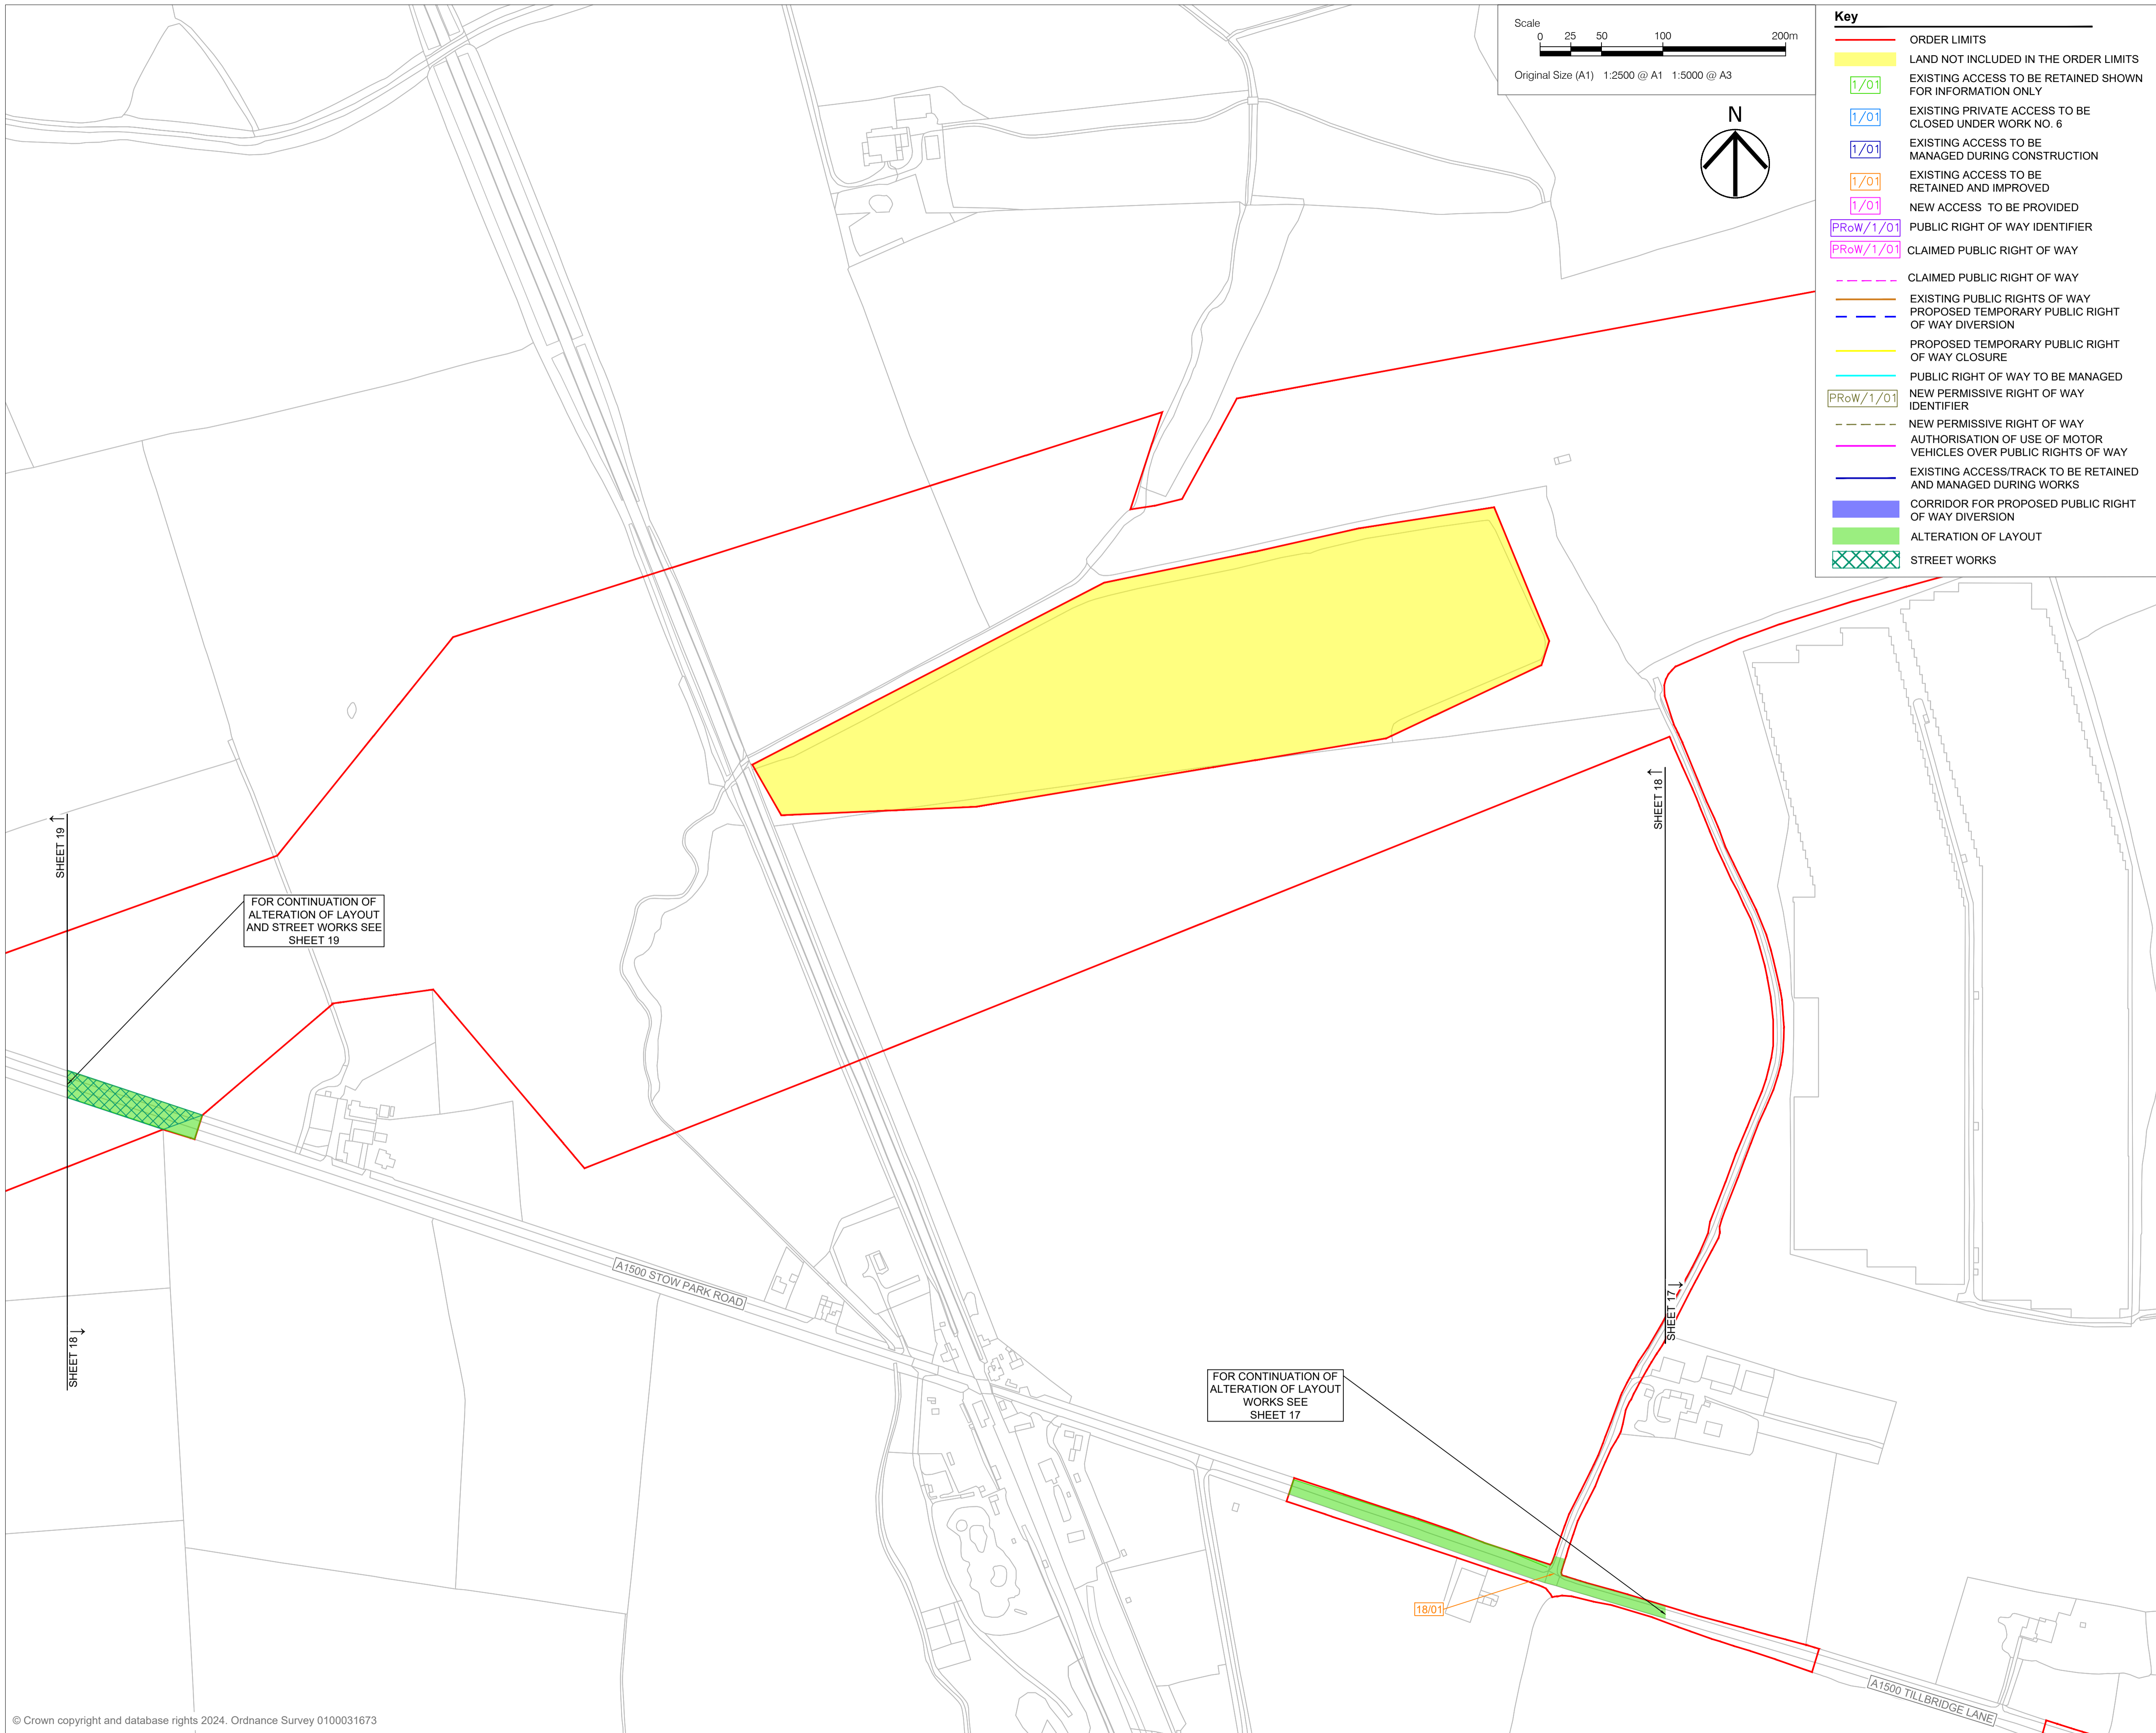 Scale
0 25 50 100 200m
Original Size (A1) 1:2500 @ A1 1:5000 @ A3
N
Key
ORDER LIMITS
LAND NOT INCLUDED IN THE ORDER LIMITS
1/01
EXISTING ACCESS TO BE RETAINED SHOWN
FOR INFORMATION ONLY
1/01
EXISTING PRIVATE ACCESS TO BE
CLOSED UNDER WORK NO. 6
1/01
EXISTING ACCESS TO BE
MANAGED DURING CONSTRUCTION
1/01
EXISTING ACCESS TO BE
RETAINED AND IMPROVED
1/01 NEW ACCESS TO BE PROVIDED
PRoW/1/01 PUBLIC RIGHT OF WAY IDENTIFIER
PRoW/1/01 CLAIMED PUBLIC RIGHT OF WAY
CLAIMED PUBLIC RIGHT OF WAY
EXISTING PUBLIC RIGHTS OF WAY
PROPOSED TEMPORARY PUBLIC RIGHT
OF WAY DIVERSION
PROPOSED TEMPORARY PUBLIC RIGHT
OF WAY CLOSURE
PUBLIC RIGHT OF WAY TO BE MANAGED
PRoW/1/01 NEW PERMISSIVE RIGHT OF WAY
IDENTIFIER
NEW PERMISSIVE RIGHT OF WAY
AUTHORISATION OF USE OF MOTOR
VEHICLES OVER PUBLIC RIGHTS OF WAY
EXISTING ACCESS/TRACK TO BE RETAINED
AND MANAGED DURING WORKS
CORRIDOR FOR PROPOSED PUBLIC RIGHT
OF WAY DIVERSION
ALTERATION OF LAYOUT
STREET WORKS
SHEET 19
SHEET 18
FOR CONTINUATION OF
ALTERATION OF LAYOUT
AND STREET WORKS SEE
SHEET 19
SHEET 18
SHEET 17
A1500 STOW PARK ROAD
FOR CONTINUATION OF
ALTERATION OF LAYOUT
WORKS SEE
SHEET 17
18/01
A1500 TILLBRIDGE LANE
© Crown copyright and database rights 2024. Ordnance Survey 0100031673